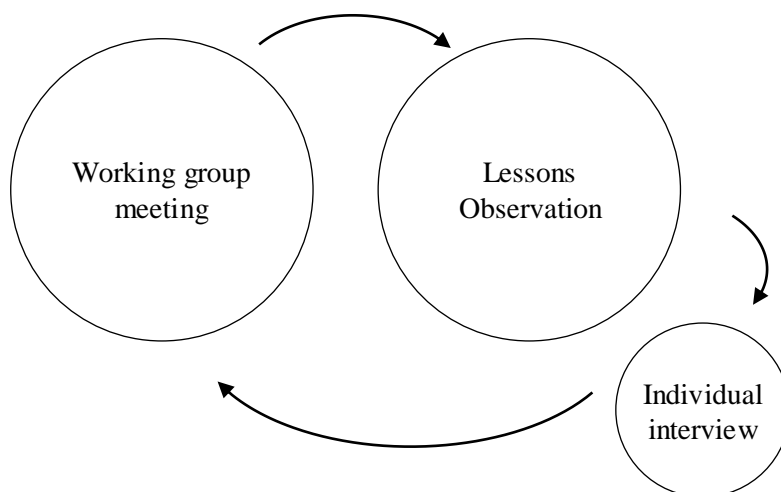 Working group
meeting
Lessons
Observation
Individual
interview